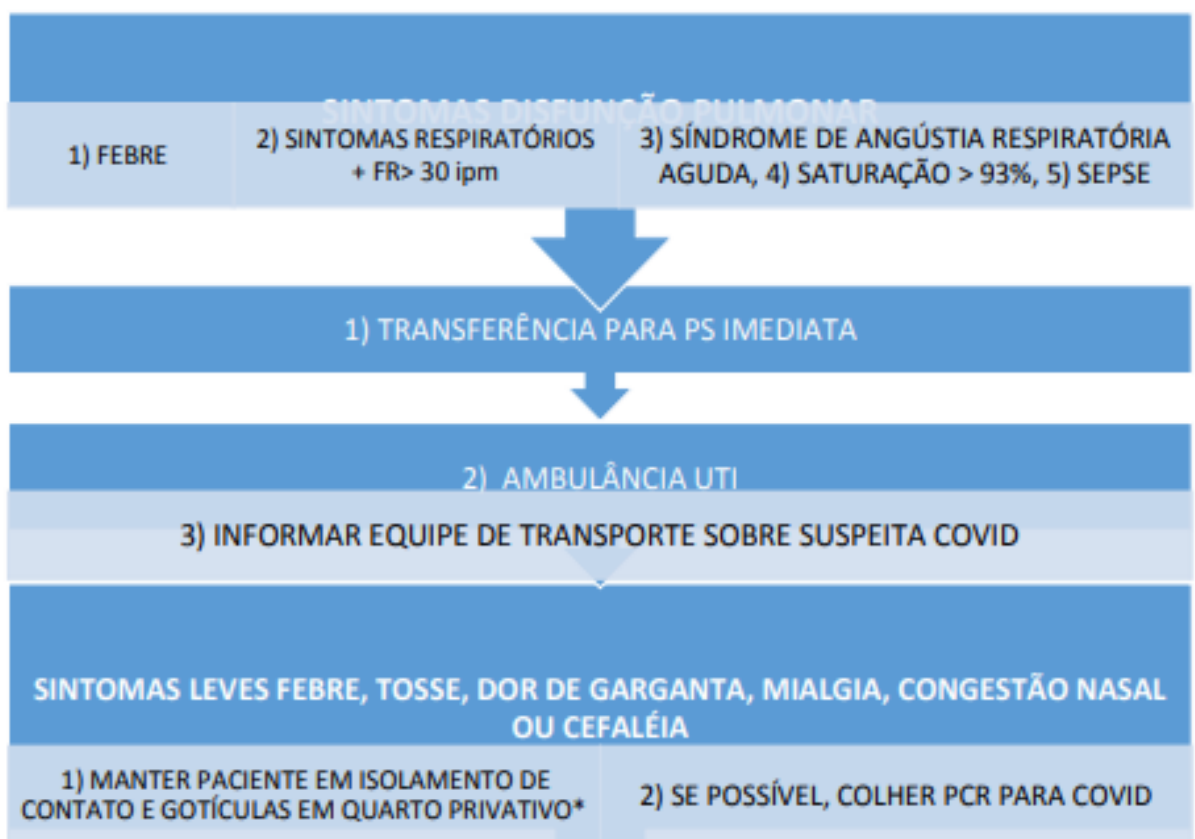 SINTOMAS DISFUNÇÃO PULMONAR
1) FEBRE
2) SINTOMAS RESPIRATÓRIOS
+ FR> 30 ipm
3) SÍNDROME DE ANGÚSTIA RESPIRATÓRIA
AGUDA, 4) SATURAÇÃO > 93%, 5) SEPSE
1) TRANSFERÊNCIA PARA PS IMEDIATA
2) AMBULÂNCIA UTI
3) INFORMAR EQUIPE DE TRANSPORTE SOBRE SUSPEITA COVID
SINTOMAS LEVES FEBRE, TOSSE, DOR DE GARGANTA, MIALGIA, CONGESTÃO NASAL
OU CEFALÉIA
1) MANTER PACIENTE EM ISOLAMENTO DE
CONTATO E GOTÍCULAS EM QUARTO PRIVATIVO*
2) SE POSSÍVEL, COLHER PCR PARA COVID